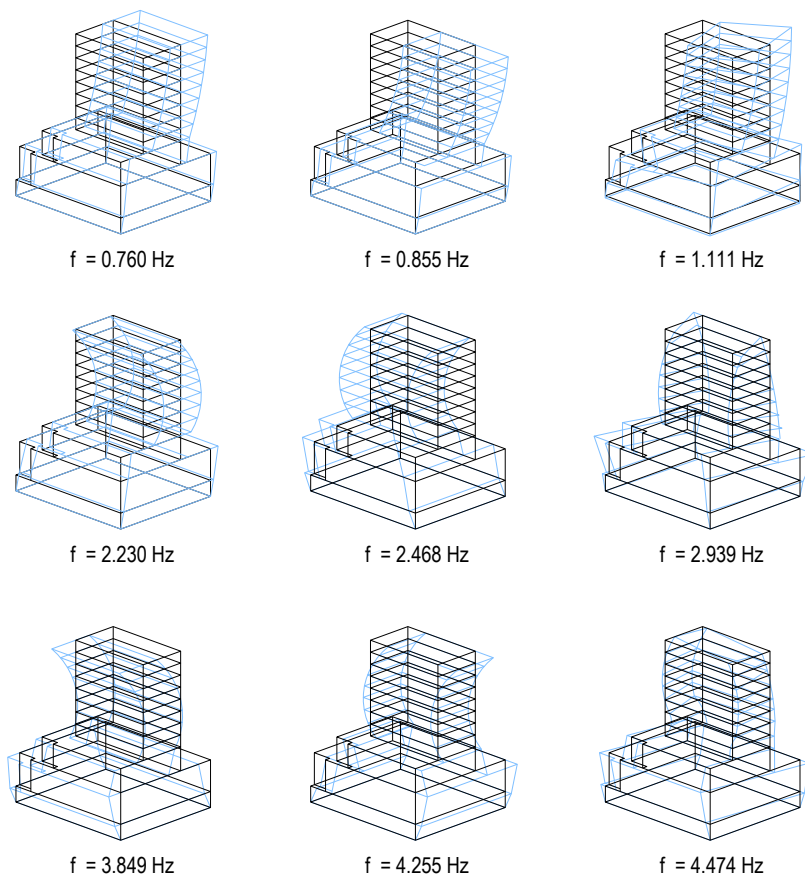 f = 0.760 Hz
f = 0.855 Hz
f = 1.111 Hz
f = 2.230 Hz
f = 2.468 Hz
f = 2.939 Hz
f = 3.849 Hz
f = 4.255 Hz
f = 4.474 Hz